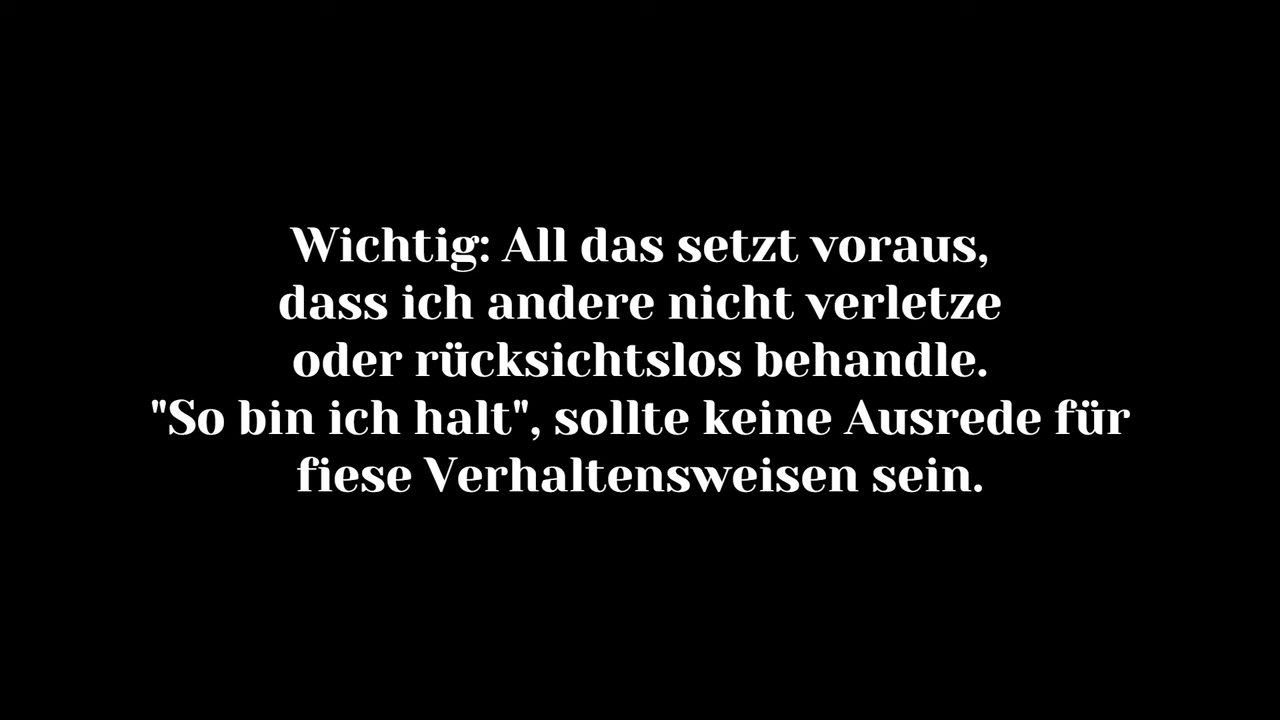 Wichtig: All das setzt voraus,
dass ich andere nicht verletze
oder rücksichtslos behandle.
"So bin ich halt", sollte keine Ausrede für
fiese Verhaltensweisen sein.